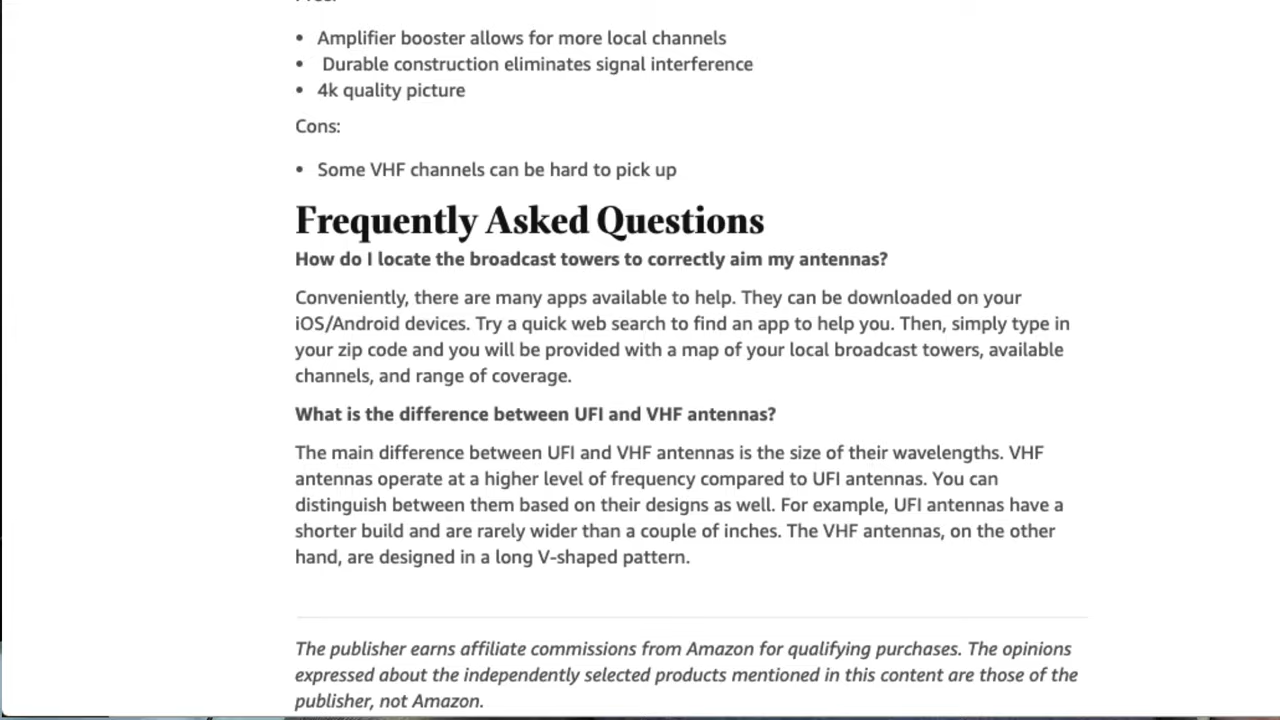 • Amplifier booster allows for more local channels
• Durable construction eliminates signal interference
• 4k quality picture
Cons:
• Some VHF channels can be hard to pick up
Frequently Asked Questions
How do I locate the broadcast towers to correctly aim my antennas?
Conveniently, there are many apps available to help. They can be downloaded on your
iOS/Android devices. Try a quick web search to find an app to help you. Then, simply type in
your zip code and you will be provided with a map of your local broadcast towers, available
channels, and range of coverage.
What is the difference between UFI and VHF antennas?
The main difference between UFI and VHF antennas is the size of their wavelengths. VHF
antennas operate at a higher level of frequency compared to UFI antennas. You can
distinguish between them based on their designs as well. For example, UFI antennas have a
shorter build and are rarely wider than a couple of inches. The VHF antennas, on the other
hand, are designed in a long V-shaped pattern.
The publisher earns affiliate commissions from Amazon for qualifying purchases. The opinions
expressed about the independently selected products mentioned in this content are those of the
publisher, not Amazon.